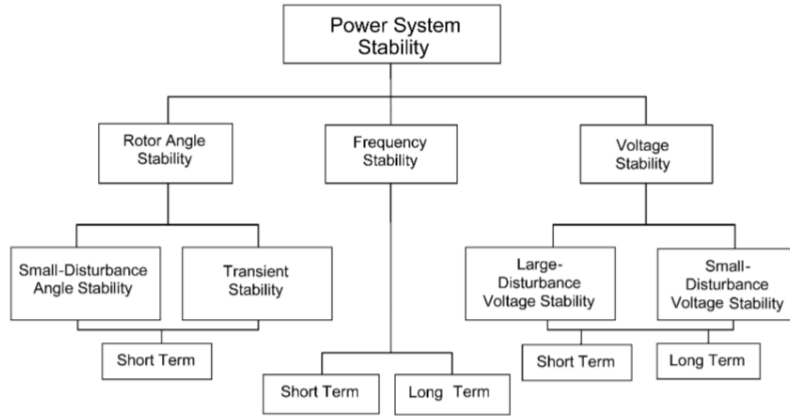 Power System
Stability
Rotor Angle
Stability
Frequency
Stability
Voltage
Stability
Small-Disturbance
Angle Stability
Transient
Stability
Large-
Disturbance
Voltage Stability
Small-
Disturbance
Voltage Stability
Short Term
Short Term
Long Term
Short Term
Long Term